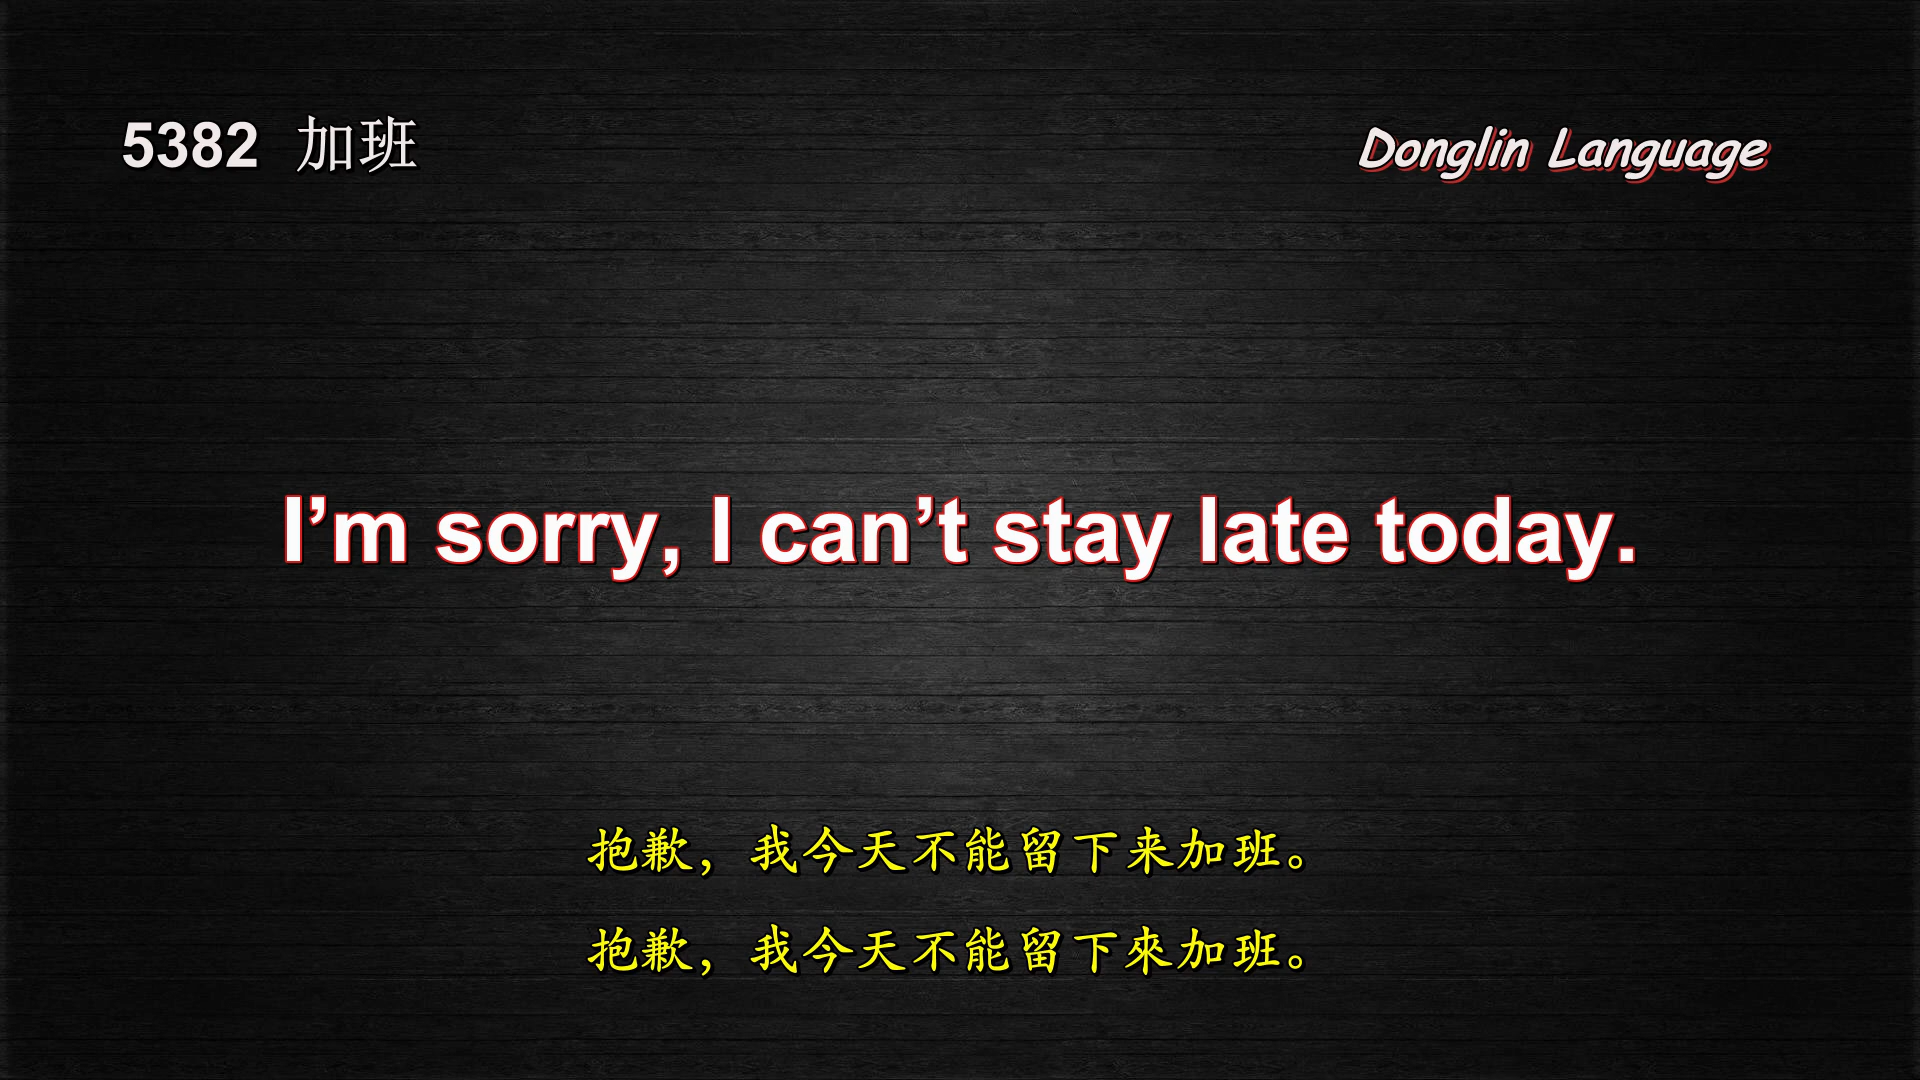 5382 加班
Donglin Language
I’m sorry, I can’t stay late today.
抱歉，我今天不能留下来加班。
抱歉，我今天不能留下來加班。